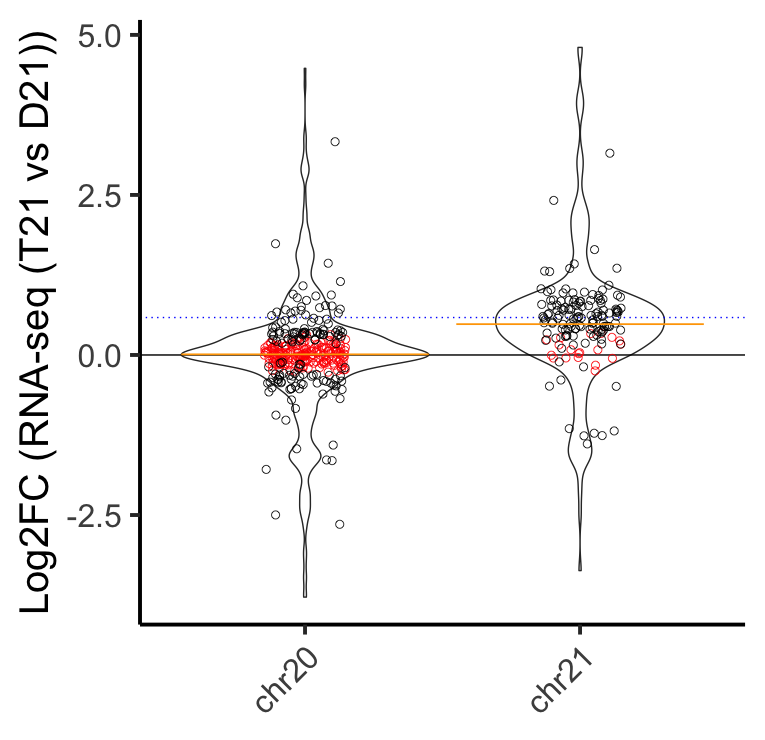 Log2FC (RNA-seq (T21 vs D21))
5.0
2.5
0.0
-2.5
chr20
chr21